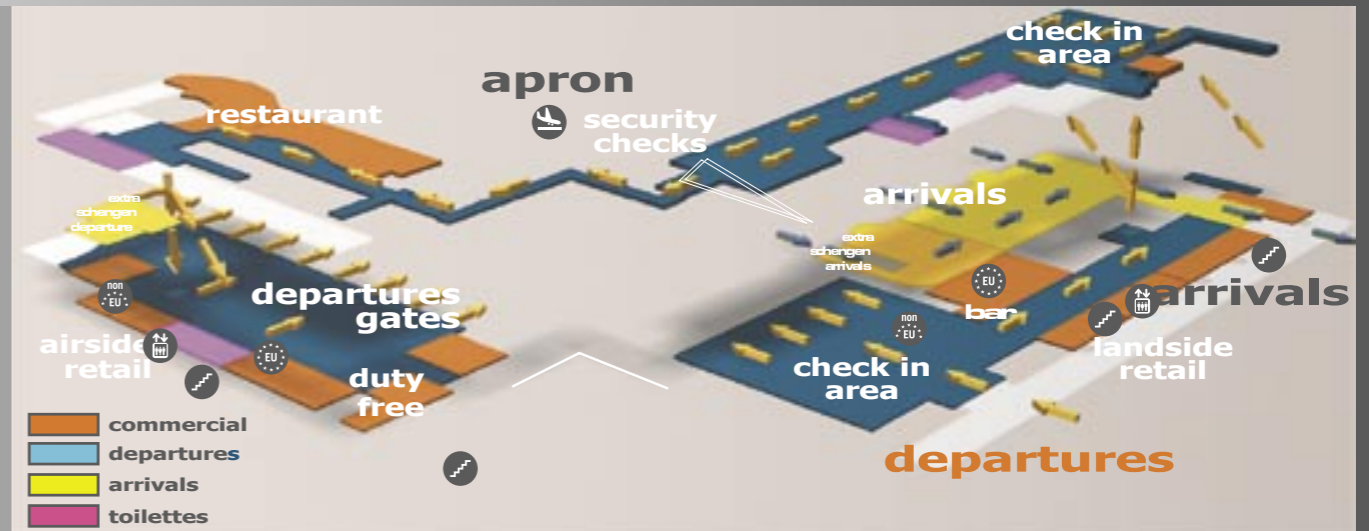 check in
area
apron
restaurant
security
checks
arrivals
extra
schengen
departure
extra
schengen
arrivals
non
EU
departures
gates
EU
bar
non
EU
arrivals
airside
retail
EU
duty
free
check in
area
landside
retail
commercial
departures
arrivals
toilettes
departures